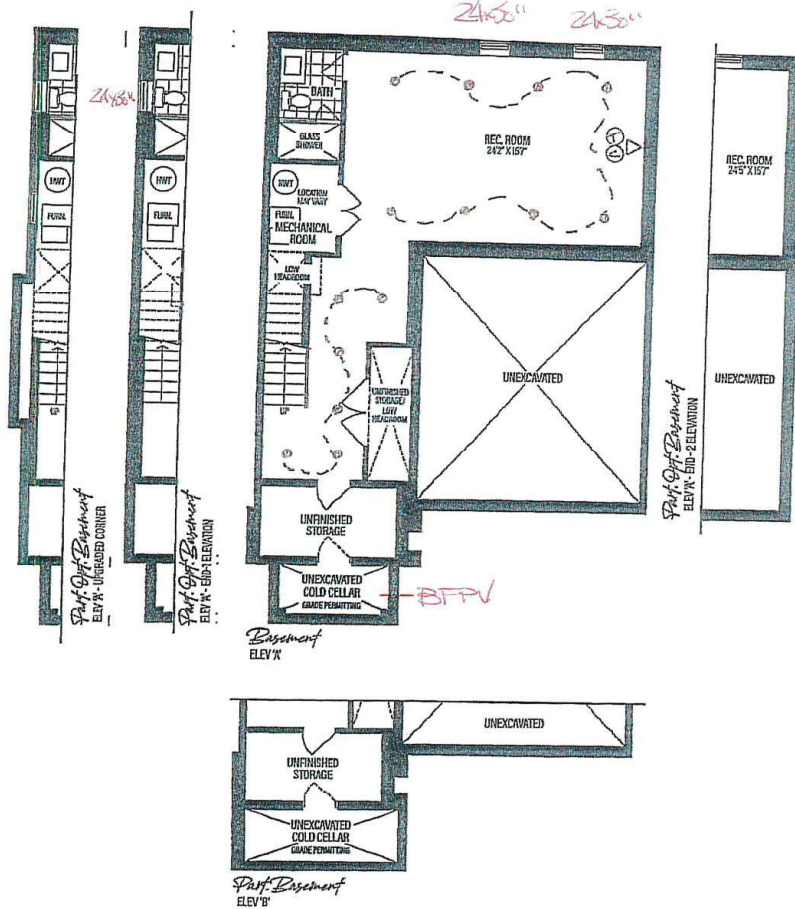 24x30"
24x30"
24x30"
BATH
GLASS
SHOWER
REC. ROOM
24'2" X 15'7"
HWT
LOCATION
MAY VARY
FURN.
MECHANICAL
ROOM
LOW
HEADROOM
UP
UNFINISHED
STORAGE/
LOW
HEADROOM
UNEXCAVATED
UNFINISHED
STORAGE
UNEXCAVATED
COLD CELLAR
GRADE PERMITTING
BFPV
Basement
ELEV 'A'
HWT
FURN.
UP
Part. Opt. Basement
ELEV 'A' - UPGRADED CORNER
HWT
FURN.
Part. Opt. Basement
ELEV 'A' - END-1 ELEVATION
REC. ROOM
24'5" X 15'7"
UNEXCAVATED
Part. Opt. Basement
ELEV 'A' - END-2 ELEVATION
UNEXCAVATED
UNFINISHED
STORAGE
UNEXCAVATED
COLD CELLAR
GRADE PERMITTING
Part. Basement
ELEV 'B'